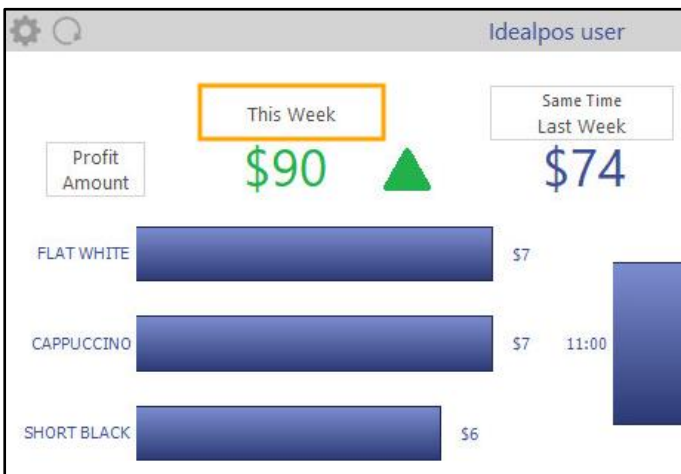 Idealpos user
This Week
Same Time
Last Week
Profit
Amount
$90
$74
FLAT WHITE
$7
CAPPUCCINO
$7
11:00
SHORT BLACK
$6